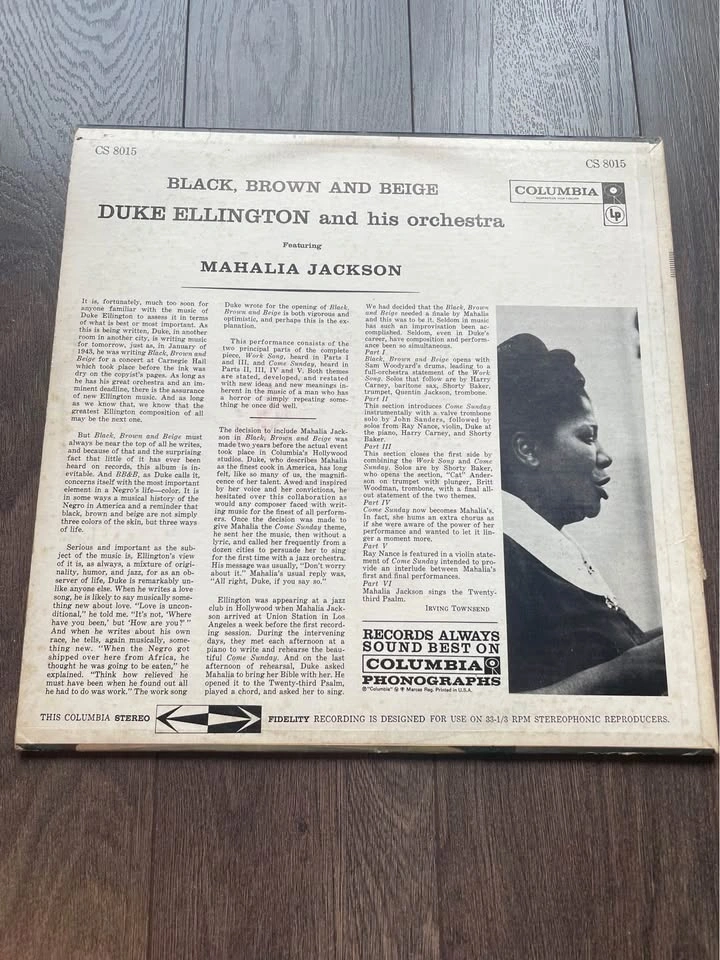 CS 8015
CS 8015
BLACK, BROWN AND BEIGE
COLUMBIA
Lp
DUKE ELLINGTON and his orchestra
Featuring
MAHALIA JACKSON
It is, fortunately, much too soon for
anyone familiar with the music of
Duke Ellington to assess it in terms
of what is best or most important. As
this is being written, Duke, in another
room in another city, is writing music
for tomorrow, just as, in January of
1943, he was writing Black, Brown and
Beige for a concert at Carnegie Hall
which took place before the ink was
dry on the copyist's pages. As long as
he has his great orchestra and an im-
minent deadline, there is the assurance
of new Ellington music. And as long
as we know that, we know that the
greatest Ellington composition of all
may be the next one.
But Black, Brown and Beige must
always be near the top of all he writes,
and because of that and the surprising
fact that little of it has ever been
heard on records, this album is in-
evitable. And BB&B, as Duke calls it,
concerns itself with the most important
element in a Negro's life—color. It is
in some ways a musical history of the
Negro in America and a reminder that
black, brown and beige are not simply
three colors of the skin, but three ways
of life.
Serious and important as the sub-
ject of the music is, Ellington's view
of it is, as always, a mixture of origi-
nality, humor, and jazz, for as an ob-
server of life, Duke is remarkably un-
like anyone else. When he writes a love
song, he is likely to say musically some-
thing new about love. "Love is uncon-
ditional," he told me. "It's not, 'Where
have you been,' but 'How are you?'"
And when he writes about his own
race, he tells, again musically, some-
thing new. "When the Negro got
shipped over here from Africa, he
thought he was going to be eaten," he
explained. "Think how relieved he
must have been when he found out all
he had to do was work." The work song
Duke wrote for the opening of Black,
Brown and Beige is both vigorous and
optimistic, and perhaps this is the ex-
planation.
This performance consists of the
two principal parts of the complete
piece, Work Song, heard in Parts I
and III, and Come Sunday, heard in
Parts II, III, IV and V. Both themes
are stated, developed, and restated
with new ideas and new meanings in-
herent in the music of a man who has
a horror of simply repeating some-
thing he once did well.
The decision to include Mahalia Jack-
son in Black, Brown and Beige was
made two years before the actual event
took place in Columbia's Hollywood
studios. Duke, who describes Mahalia
as the finest cook in America, has long
felt, like so many of us, the magnifi-
cence of her talent. Awed and inspired
by her voice and her convictions, he
hesitated over this collaboration as
would any composer faced with writ-
ing music for the finest of all perform-
ers. Once the decision was made to
give Mahalia the Come Sunday theme,
he sent her the music, then without a
lyric, and called her frequently from a
dozen cities to persuade her to sing
for the first time with a jazz orchestra.
His message was usually, "Don't worry
about it." Mahalia's usual reply was,
"All right, Duke, if you say so."
Ellington was appearing at a jazz
club in Hollywood when Mahalia Jack-
son arrived at Union Station in Los
Angeles a week before the first record-
ing session. During the intervening
days, they met each afternoon at a
piano to write and rehearse the beau-
tiful Come Sunday. And on the last
afternoon of rehearsal, Duke asked
Mahalia to bring her Bible with her. He
opened it to the Twenty-third Psalm,
played a chord, and asked her to sing.
We had decided that the Black, Brown
and Beige needed a finale by Mahalia
and this was to be it. Seldom in music
has such an improvisation been ac-
complished. Seldom, even in Duke's
career, have composition and perform-
ance been so simultaneous.
Part I
Black, Brown and Beige opens with
Sam Woodyard's drums, leading to a
full-orchestra statement of the Work
Song. Solos that follow are by Harry
Carney, baritone sax, Shorty Baker,
trumpet, Quentin Jackson, trombone.
Part II
This section introduces Come Sunday
instrumentally with a valve trombone
solo by John Sanders, followed by
solos from Ray Nance, violin, Duke at
the piano, Harry Carney, and Shorty
Baker.
Part III
This section closes the first side by
combining the Work Song and Come
Sunday. Solos are by Shorty Baker,
who opens the section, "Cat" Ander-
son on trumpet with plunger, Britt
Woodman, trombone, with a final all-
out statement of the two themes.
Part IV
Come Sunday now becomes Mahalia's.
In fact, she hums an extra chorus as
if she were aware of the power of her
performance and wanted to let it lin-
ger a moment more.
Part V
Ray Nance is featured in a violin state-
ment of Come Sunday intended to pro-
vide an interlude between Mahalia's
first and final performances.
Part VI
Mahalia Jackson sings the Twenty-
third Psalm.
IRVING TOWNSEND
RECORDS ALWAYS
SOUND BEST ON
COLUMBIA
PHONOGRAPHS
® "Columbia" Marcas Reg. Printed in U.S.A.
THIS COLUMBIA STEREO FIDELITY RECORDING IS DESIGNED FOR USE ON 33-1/3 RPM STEREOPHONIC REPRODUCERS.